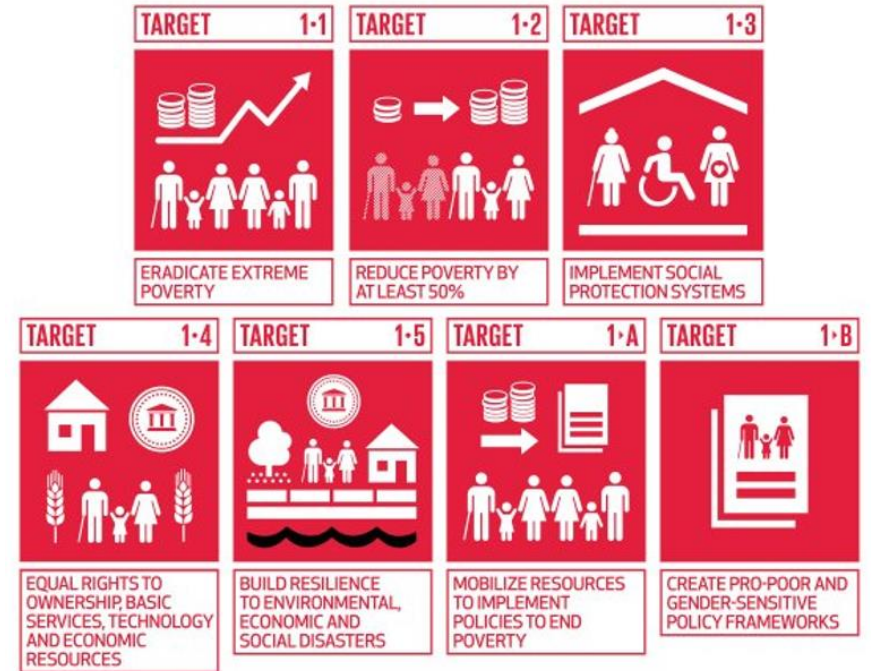 TARGET 1·1
TARGET 1·2
TARGET 1·3
ERADICATE EXTREME
POVERTY
REDUCE POVERTY BY
AT LEAST 50%
IMPLEMENT SOCIAL
PROTECTION SYSTEMS
TARGET 1·4
TARGET 1·5
TARGET 1·A
TARGET 1·B
EQUAL RIGHTS TO
OWNERSHIP, BASIC
SERVICES, TECHNOLOGY
AND ECONOMIC
RESOURCES
BUILD RESILIENCE
TO ENVIRONMENTAL,
ECONOMIC AND
SOCIAL DISASTERS
MOBILIZE RESOURCES
TO IMPLEMENT
POLICIES TO END
POVERTY
CREATE PRO-POOR AND
GENDER-SENSITIVE
POLICY FRAMEWORKS